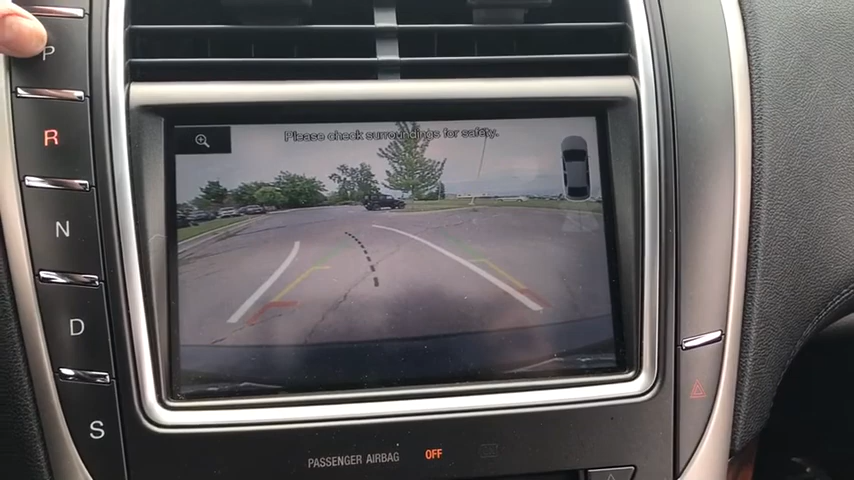 P
Please check surroundings for safety.
R
N
D
S
PASSENGER AIRBAG OFF